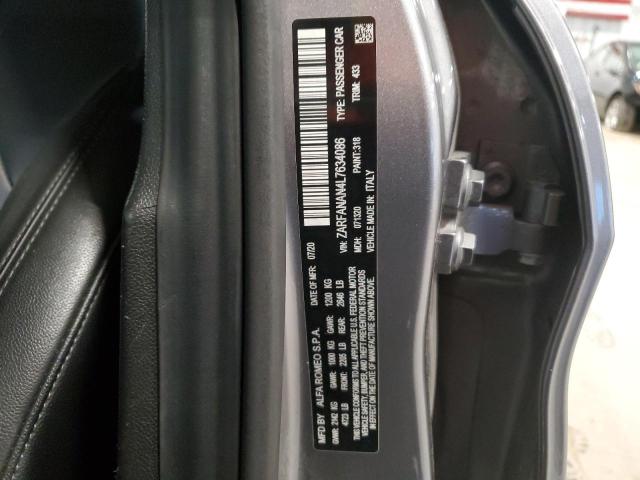 MFD BY ALFA ROMEO S.P.A. DATE OF MFR: 07/20
GVWR: 2142 KG GAWR: 1000 KG GAWR: 1200 KG
4723 LB FRONT: 2205 LB REAR: 2646 LB
THIS VEHICLE CONFORMS TO ALL APPLICABLE U.S. FEDERAL MOTOR
VEHICLE SAFETY, BUMPER, AND THEFT PREVENTION STANDARDS
IN EFFECT ON THE DATE OF MANUFACTURE SHOWN ABOVE.
VIN: ZARFANAN4L7634086 TYPE: PASSENGER CAR
MDH: 071320 PAINT: 318 TRIM: 433
VEHICLE MADE IN: ITALY